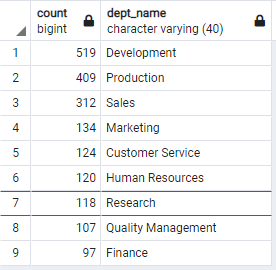 count dept_name
bigint character varying (40)
1 519 Development
2 409 Production
3 312 Sales
4 134 Marketing
5 124 Customer Service
6 120 Human Resources
7 118 Research
8 107 Quality Management
9 97 Finance